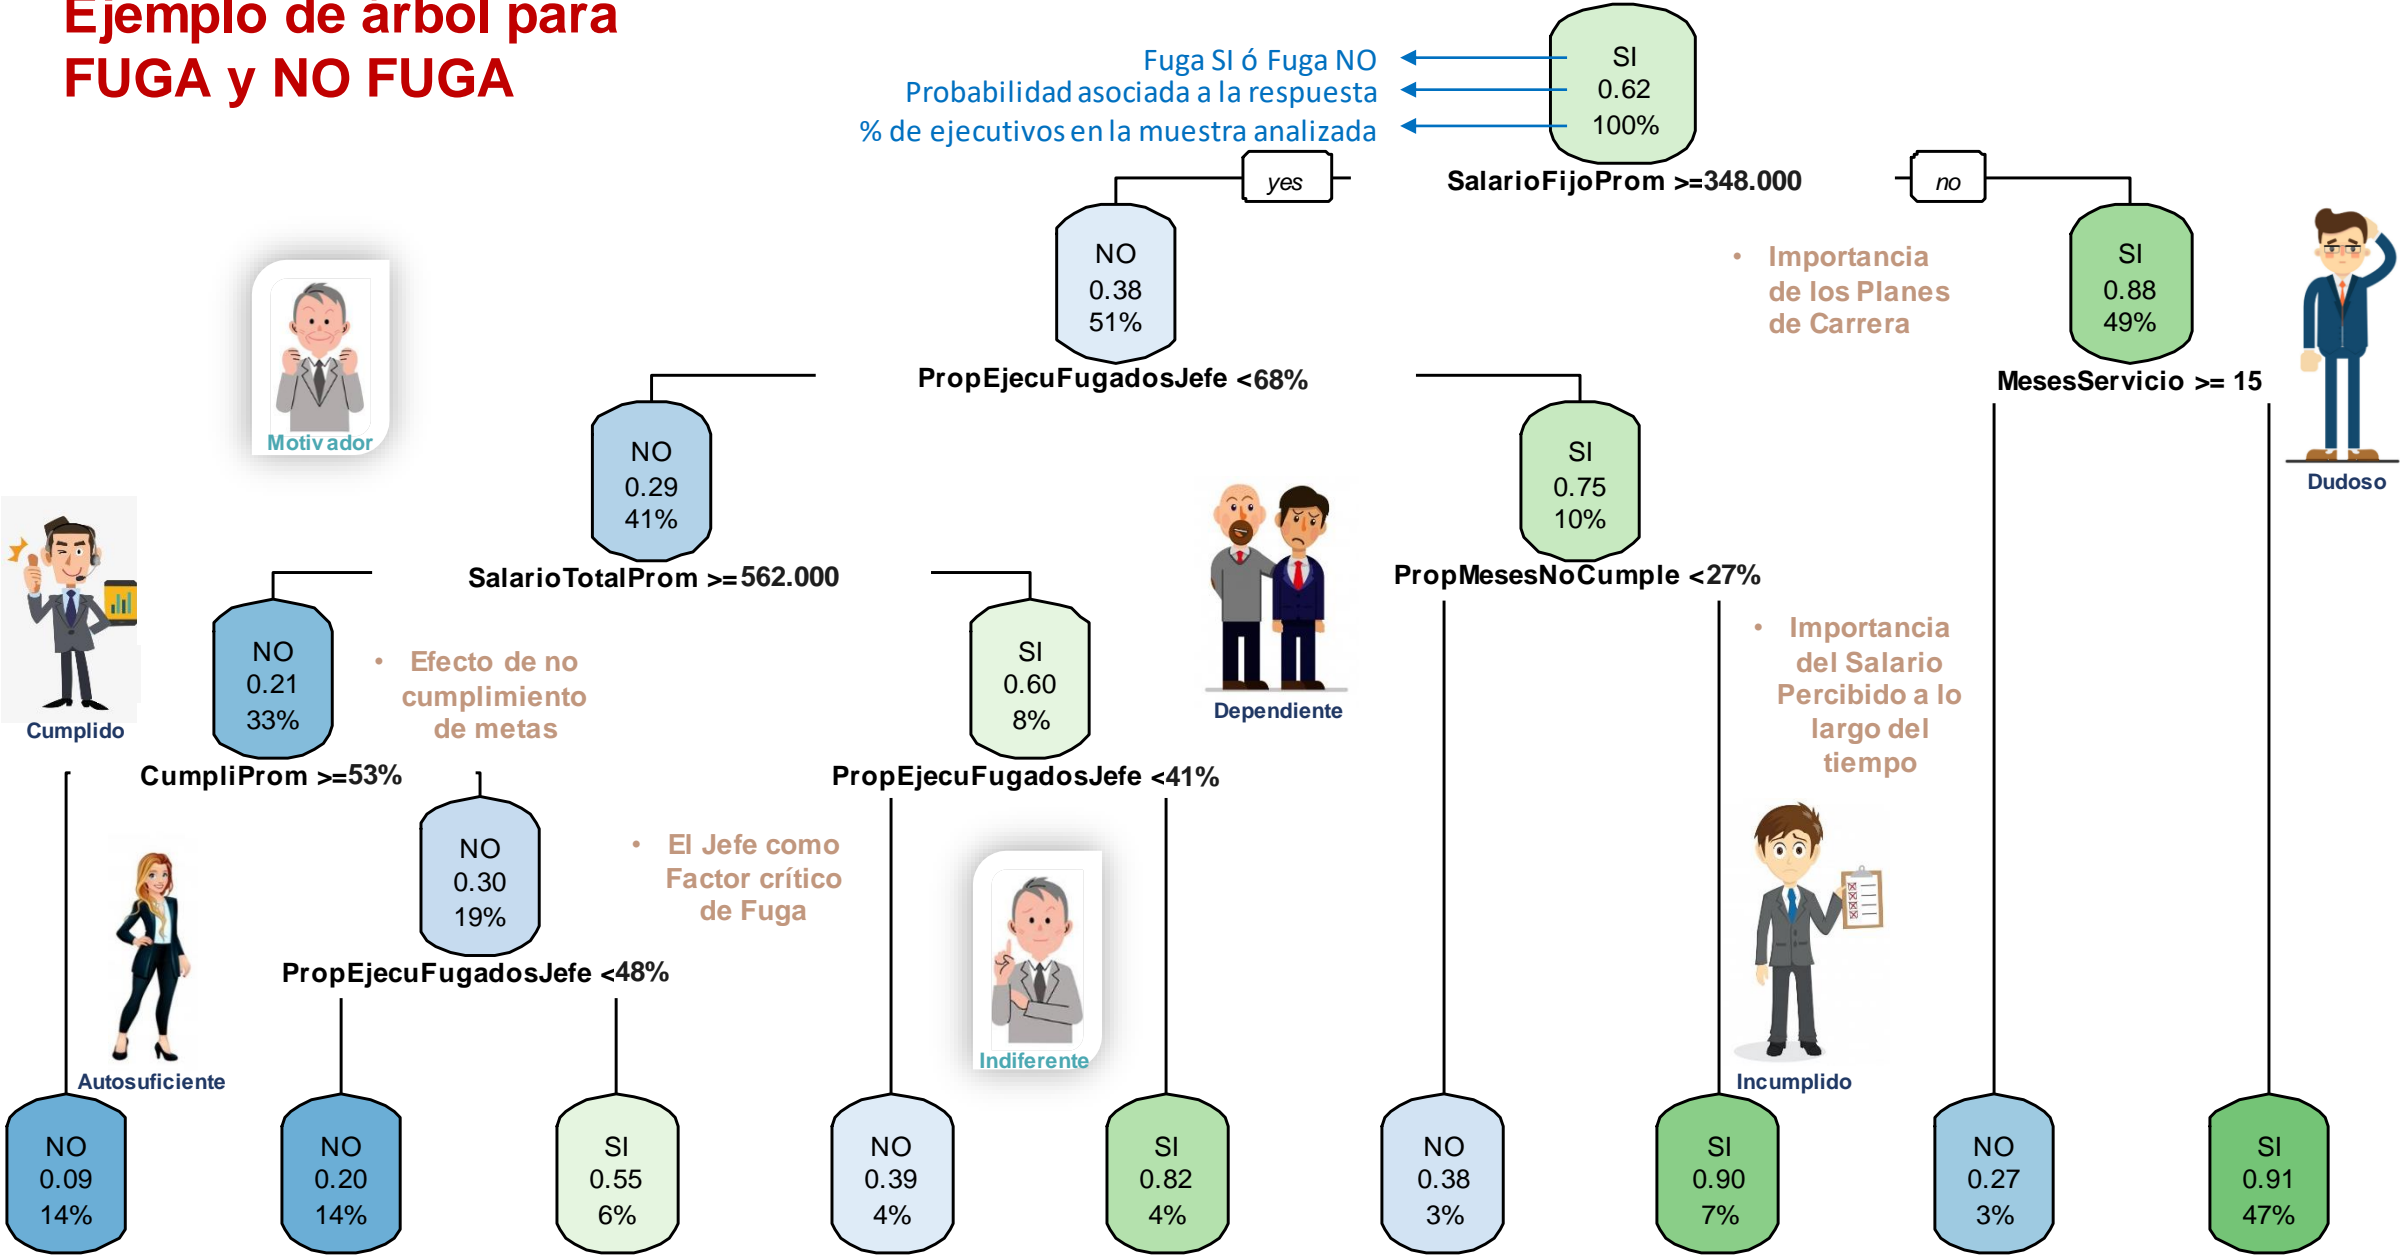 Ejemplo de árbol para
FUGA y NO FUGA
Fuga SI ó Fuga NO
Probabilidad asociada a la respuesta
% de ejecutivos en la muestra analizada
SI
0.62
100%
yes
SalarioFijoProm >=348.000
no
NO
0.38
51%
• Importancia
de los Planes
de Carrera
SI
0.88
49%
Motivador
PropEjecuFugadosJefe <68%
MesesServicio >= 15
Dudoso
NO
0.29
41%
SI
0.75
10%
SalarioTotalProm >=562.000
PropMesesNoCumple <27%
Cumplido
NO
0.21
33%
• Efecto de no
cumplimiento
de metas
SI
0.60
8%
Dependiente
• Importancia
del Salario
Percibido a lo
largo del
tiempo
CumpliProm >=53%
PropEjecuFugadosJefe <41%
NO
0.30
19%
• El Jefe como
Factor crítico
de Fuga
PropEjecuFugadosJefe <48%
Indiferente
Autosuficiente
Incumplido
NO
0.09
14%
NO
0.20
14%
SI
0.55
6%
NO
0.39
4%
SI
0.82
4%
NO
0.38
3%
SI
0.90
7%
NO
0.27
3%
SI
0.91
47%